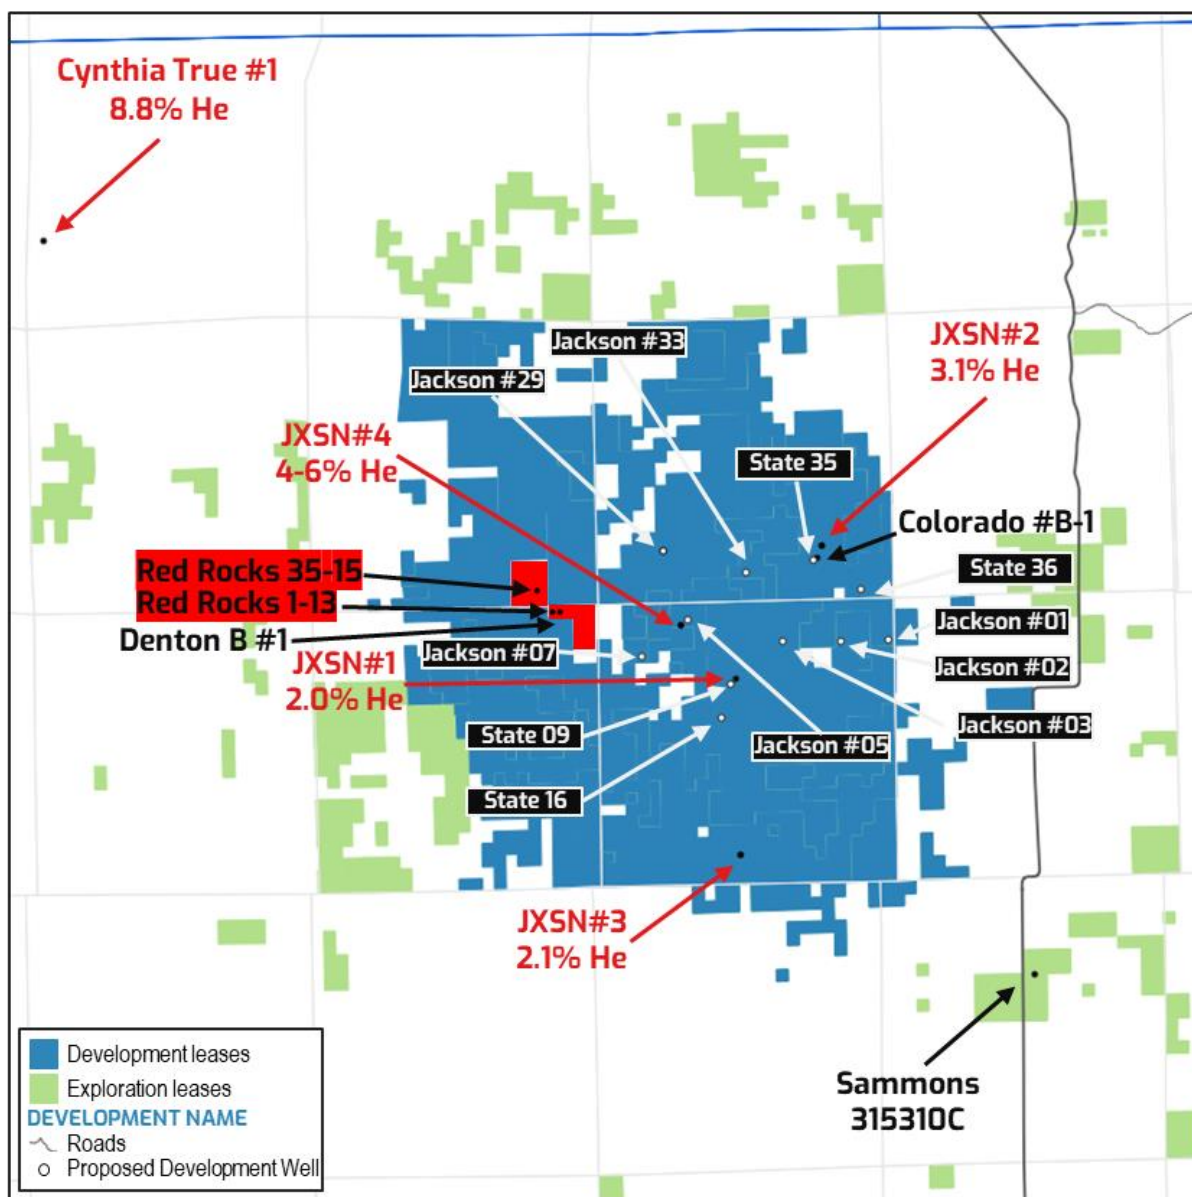 Cynthia True #1
8.8% He
Jackson #33
JXSN#2
3.1% He
Jackson #29
JXSN#4
4-6% He
State 35
Colorado #B-1
Red Rocks 35-15
State 36
Red Rocks 1-13
Jackson #01
Denton B #1
Jackson #07
Jackson #02
JXSN#1
2.0% He
State 09
Jackson #05
Jackson #03
State 16
JXSN#3
2.1% He
Sammons
315310C
Development leases
Exploration leases
DEVELOPMENT NAME
Roads
Proposed Development Well